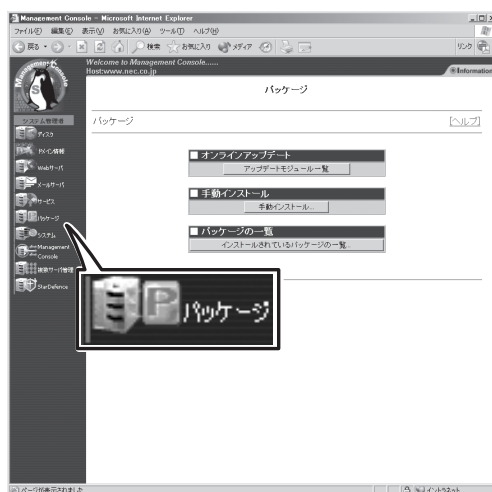 Management Console - Microsoft Internet Explorer
ファイル(F) 編集(E) 表示(V) お気に入り(A) ツール(T) ヘルプ(H)
戻る 検索 お気に入り メディア リンク
Welcome to Management Console......
Host:www.nec.co.jp
Information
Management Console
パッケージ
システム管理者
パッケージ [ヘルプ]
ディスク
ドメイン情報
Webサーバ
メールサーバ
サービス
パッケージ
システム
Management
Console
複数サーバ管理
StarDefence
■ オンラインアップデート
アップデートモジュール一覧
■ 手動インストール
手動インストール...
■ パッケージの一覧
インストールされているパッケージの一覧...
P パッケージ
ページが表示されました
イントラネット